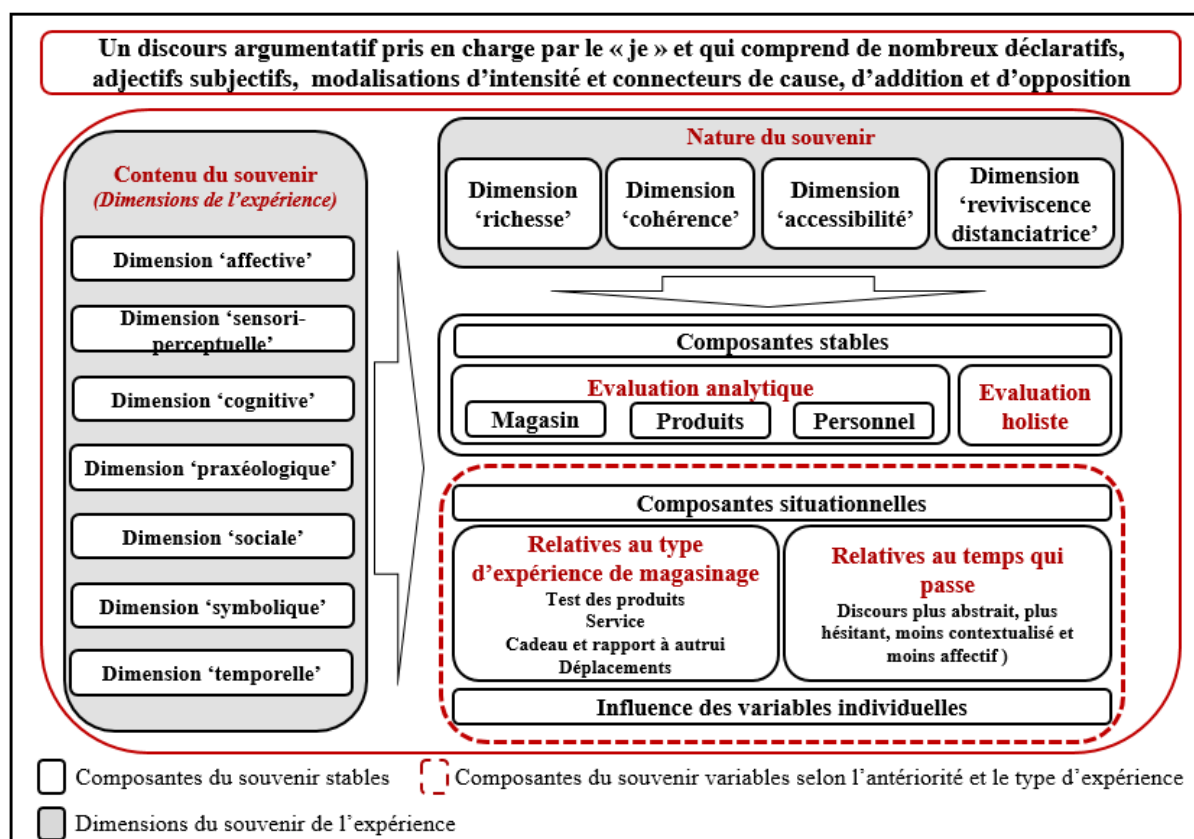 Un discours argumentatif pris en charge par le « je » et qui comprend de nombreux déclaratifs,
adjectifs subjectifs, modalisations d’intensité et connecteurs de cause, d’addition et d’opposition
Contenu du souvenir
(Dimensions de l’expérience)
Dimension ‘affective’
Dimension ‘sensori-
perceptuelle’
Dimension ‘cognitive’
Dimension ‘praxéologique’
Dimension ‘sociale’
Dimension ‘symbolique’
Dimension ‘temporelle’
Nature du souvenir
Dimension
‘richesse’
Dimension
‘cohérence’
Dimension
‘accessibilité’
Dimension
‘reviviscence
distanciatrice’
Composantes stables
Evaluation analytique
Magasin
Produits
Personnel
Evaluation
holiste
Composantes situationnelles
Relatives au type
d’expérience de magasinage
Test des produits
Service
Cadeau et rapport à autrui
Déplacements
Relatives au temps qui
passe
Discours plus abstrait, plus
hésitant, moins contextualisé et
moins affectif )
Influence des variables individuelles
Composantes du souvenir stables
Composantes du souvenir variables selon l’antériorité et le type d’expérience
Dimensions du souvenir de l’expérience